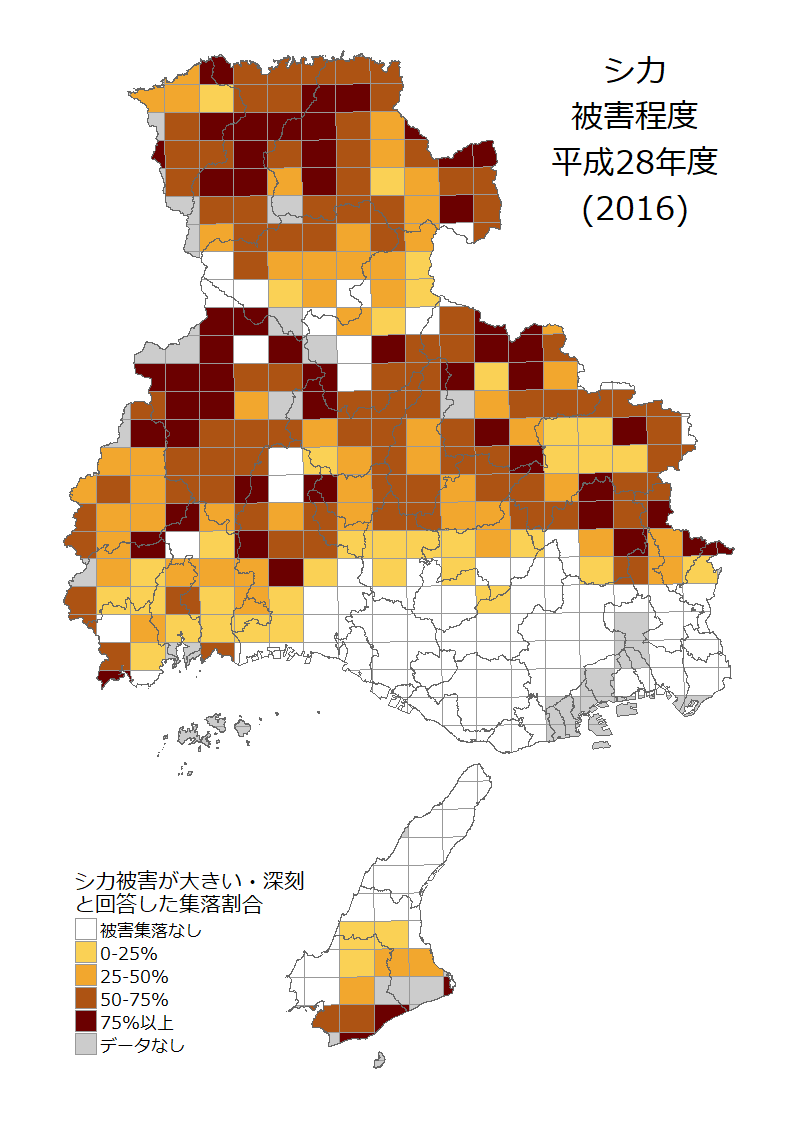 シカ
被害程度
平成28年度
(2016)
シカ被害が大きい・深刻
と回答した集落割合
被害集落なし
0-25%
25-50%
50-75%
75%以上
データなし